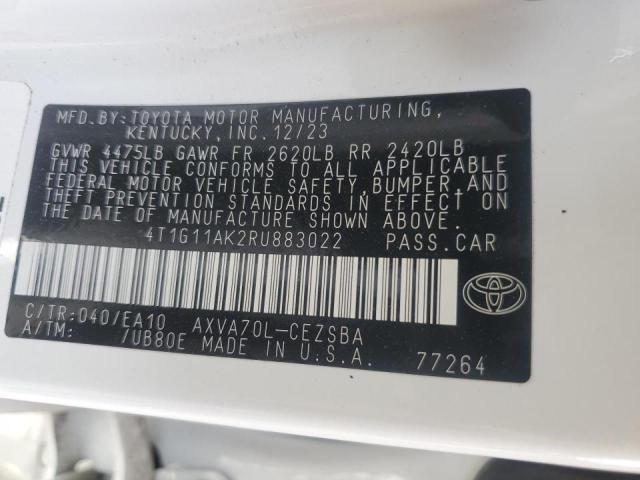 MFD.BY:TOYOTA MOTOR MANUFACTURING,
KENTUCKY,INC.12/23
GVWR 4475LB GAWR FR 2620LB RR 2420LB
THIS VEHICLE CONFORMS TO ALL APPLICABLE
FEDERAL MOTOR VEHICLE SAFETY,BUMPER,AND
THEFT PREVENTION STANDARDS IN EFFECT ON
THE DATE OF MANUFACTURE SHOWN ABOVE.
4T1G11AK2RU883022 PASS.CAR
C/TR:040/EA10 AXVA70L-CEZSBA
A/TM: /UB80E MADE IN U.S.A. 77264